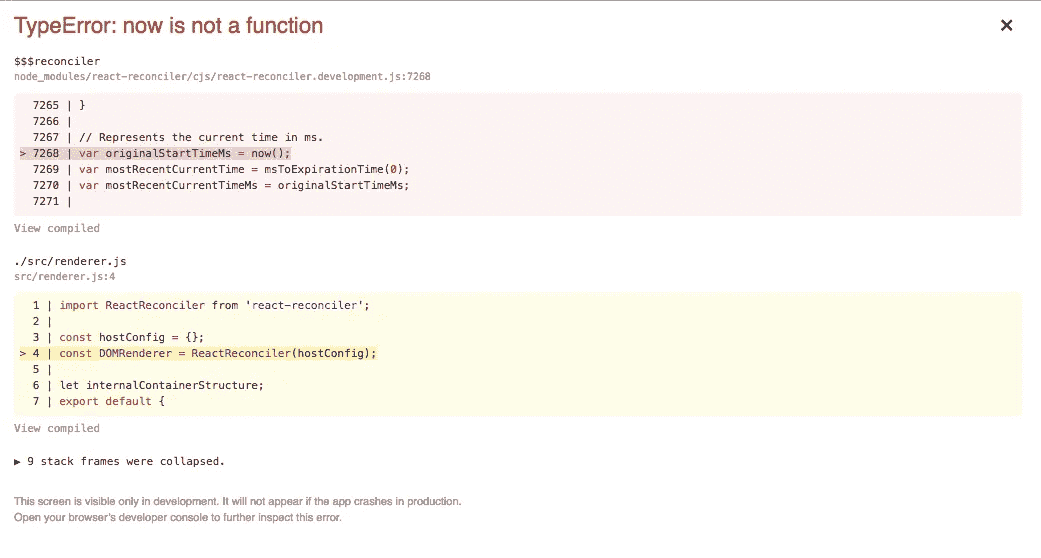 TypeError: now is not a function
×
$$$reconciler
node_modules/react-reconciler/cjs/react-reconciler.development.js:7268
7265 | }
7266 |
7267 | // Represents the current time in ms.
> 7268 | var originalStartTimeMs = now();
7269 | var mostRecentCurrentTime = msToExpirationTime(0);
7270 | var mostRecentCurrentTimeMs = originalStartTimeMs;
7271 |
View compiled
./src/renderer.js
src/renderer.js:4
1 | import ReactReconciler from 'react-reconciler';
2 |
3 | const hostConfig = {};
> 4 | const DOMRenderer = ReactReconciler(hostConfig);
5 |
6 | let internalContainerStructure;
7 | export default {
View compiled
▶ 9 stack frames were collapsed.
This screen is visible only in development. It will not appear if the app crashes in production.
Open your browser's developer console to further inspect this error.